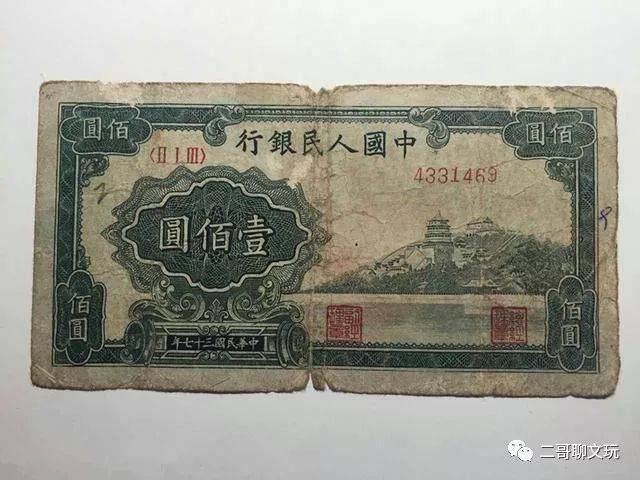 圓佰
行銀民人國中
佰圓
〈II I III〉
4331469
圓佰壹
佰圓
佰圓
年七十三國民華中
二哥聊文玩